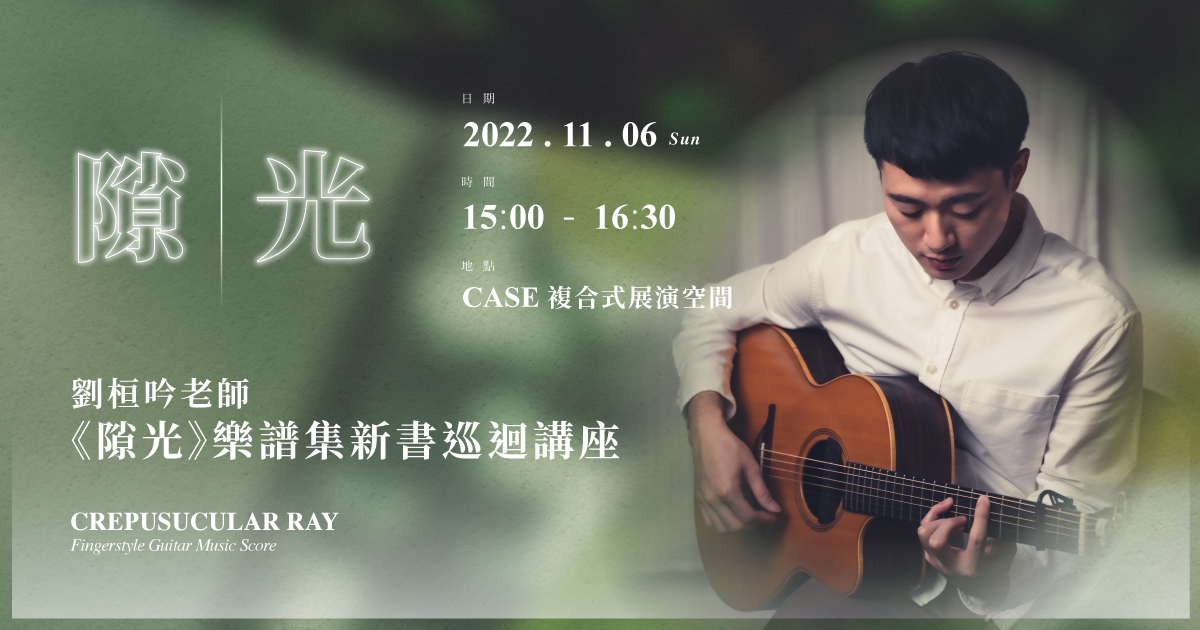 隙光
日期
2022 . 11 . 06 Sun
時間
15:00 - 16:30
地點
CASE 複合式展演空間
劉桓吟老師
《隙光》樂譜集新書巡迴講座
CREPUSUCULAR RAY
Fingerstyle Guitar Music Score